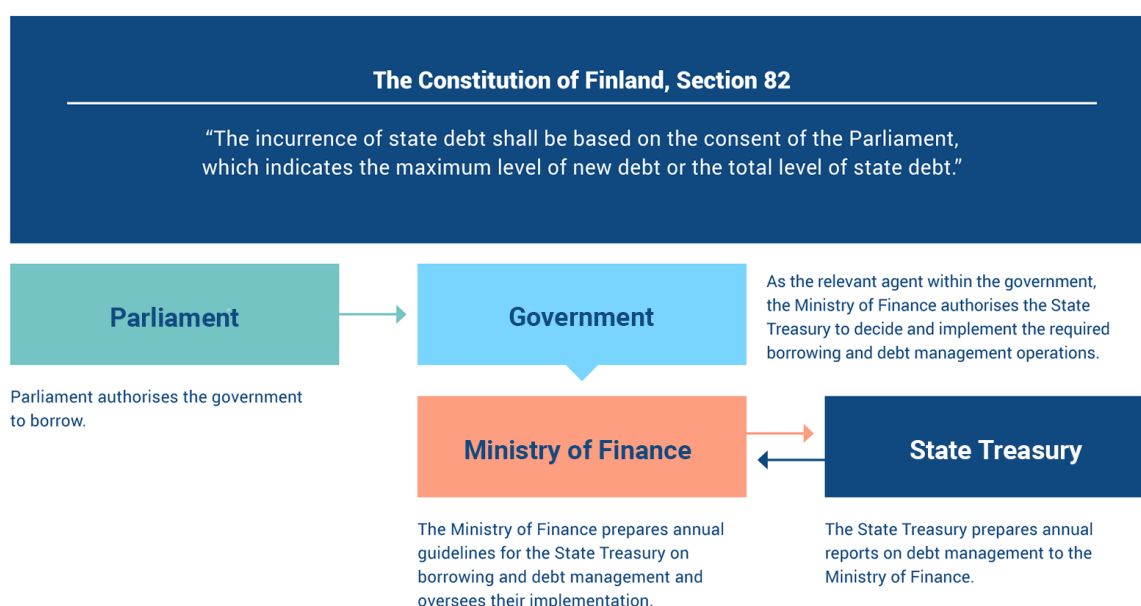 The Constitution of Finland, Section 82
“The incurrence of state debt shall be based on the consent of the Parliament,
which indicates the maximum level of new debt or the total level of state debt.”
Parliament
Parliament authorises the government
to borrow.
Government
As the relevant agent within the government,
the Ministry of Finance authorises the State
Treasury to decide and implement the required
borrowing and debt management operations.
Ministry of Finance
The Ministry of Finance prepares annual
guidelines for the State Treasury on
borrowing and debt management and
oversees their implementation.
State Treasury
The State Treasury prepares annual
reports on debt management to the
Ministry of Finance.